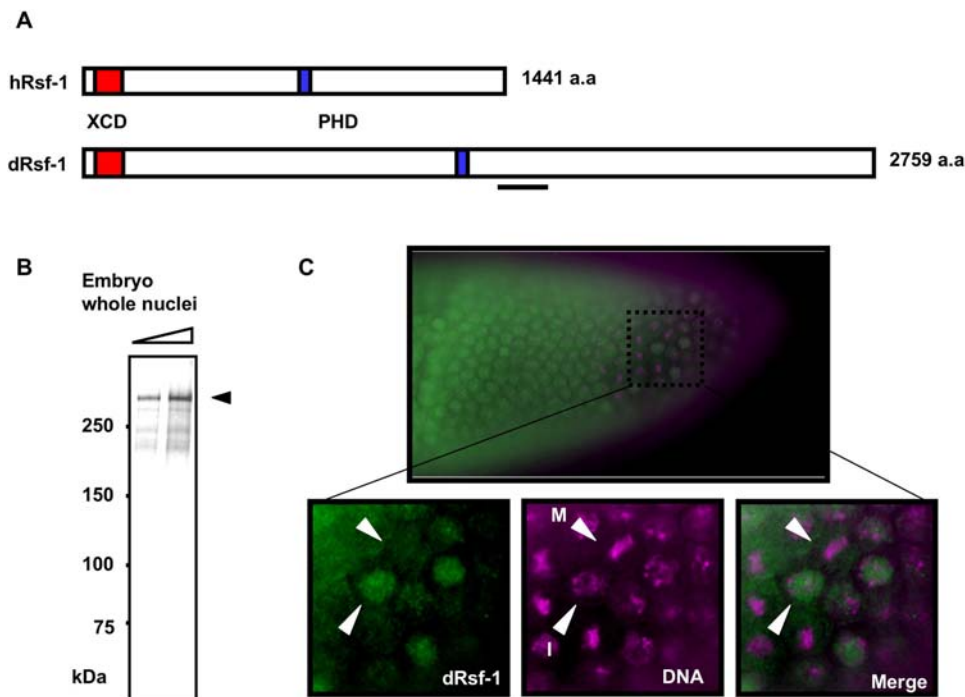 A
hRsf-1
1441 a.a
XCD
PHD
dRsf-1
2759 a.a
B
Embryo
whole nuclei
250
150
100
75
kDa
C
M
I
dRsf-1
DNA
Merge